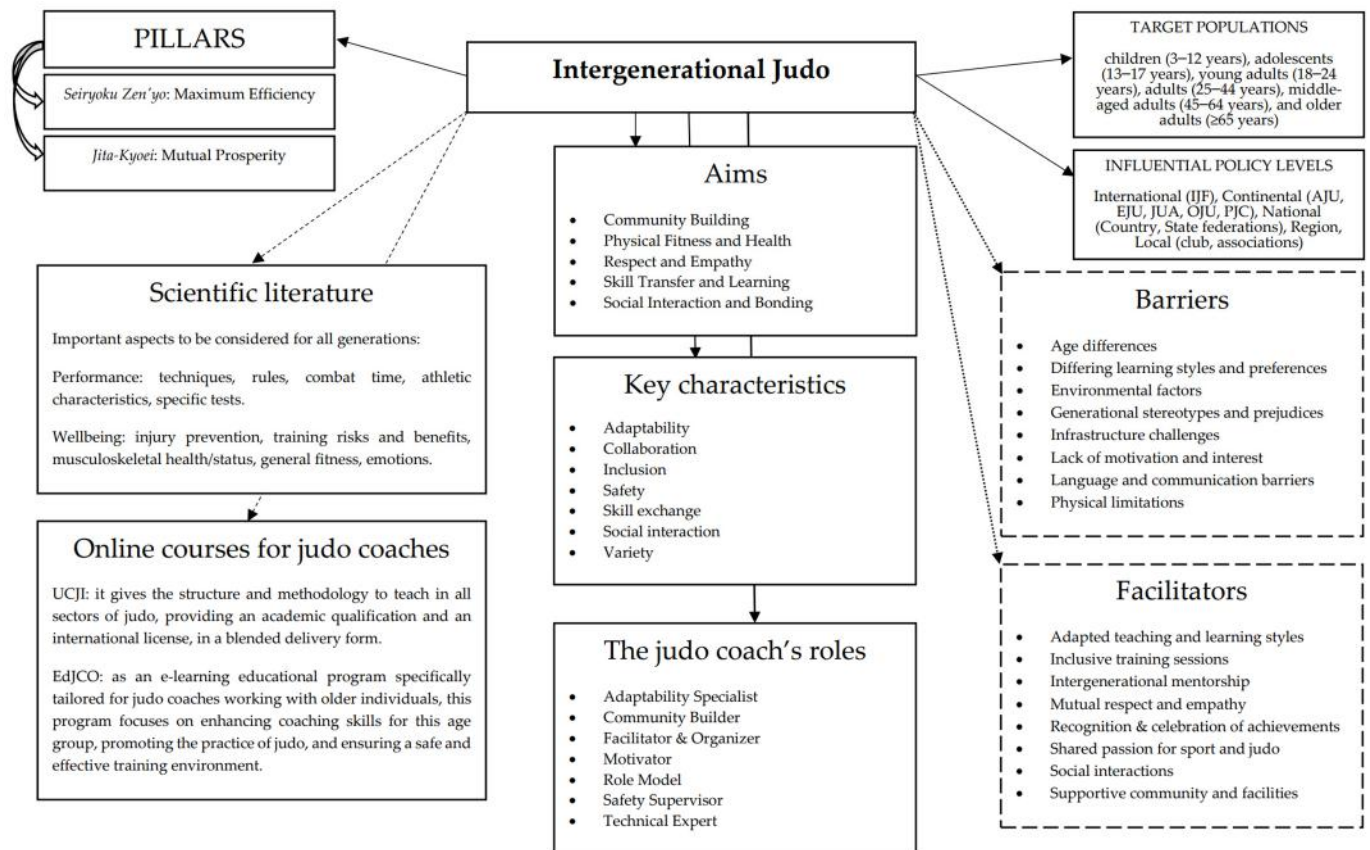 PILLARS
Seiryoku Zen'yo: Maximum Efficiency
Jita-Kyoei: Mutual Prosperity
Intergenerational Judo
TARGET POPULATIONS
children (3–12 years), adolescents
(13–17 years), young adults (18–24
years), adults (25–44 years), middle-
aged adults (45–64 years), and older
adults (≥65 years)
INFLUENTIAL POLICY LEVELS
International (IJF), Continental (AJU,
EJU, JUA, OJU, PJC), National
(Country, State federations), Region,
Local (club, associations)
Scientific literature
Important aspects to be considered for all generations:
Performance: techniques, rules, combat time, athletic
characteristics, specific tests.
Wellbeing: injury prevention, training risks and benefits,
musculoskeletal health/status, general fitness, emotions.
Online courses for judo coaches
UCJI: it gives the structure and methodology to teach in all
sectors of judo, providing an academic qualification and an
international license, in a blended delivery form.
EdJCO: as an e-learning educational program specifically
tailored for judo coaches working with older individuals, this
program focuses on enhancing coaching skills for this age
group, promoting the practice of judo, and ensuring a safe and
effective training environment.
Aims
• Community Building
• Physical Fitness and Health
• Respect and Empathy
• Skill Transfer and Learning
• Social Interaction and Bonding
Key characteristics
• Adaptability
• Collaboration
• Inclusion
• Safety
• Skill exchange
• Social interaction
• Variety
The judo coach's roles
• Adaptability Specialist
• Community Builder
• Facilitator & Organizer
• Motivator
• Role Model
• Safety Supervisor
• Technical Expert
Barriers
• Age differences
• Differing learning styles and preferences
• Environmental factors
• Generational stereotypes and prejudices
• Infrastructure challenges
• Lack of motivation and interest
• Language and communication barriers
• Physical limitations
Facilitators
• Adapted teaching and learning styles
• Inclusive training sessions
• Intergenerational mentorship
• Mutual respect and empathy
• Recognition & celebration of achievements
• Shared passion for sport and judo
• Social interactions
• Supportive community and facilities